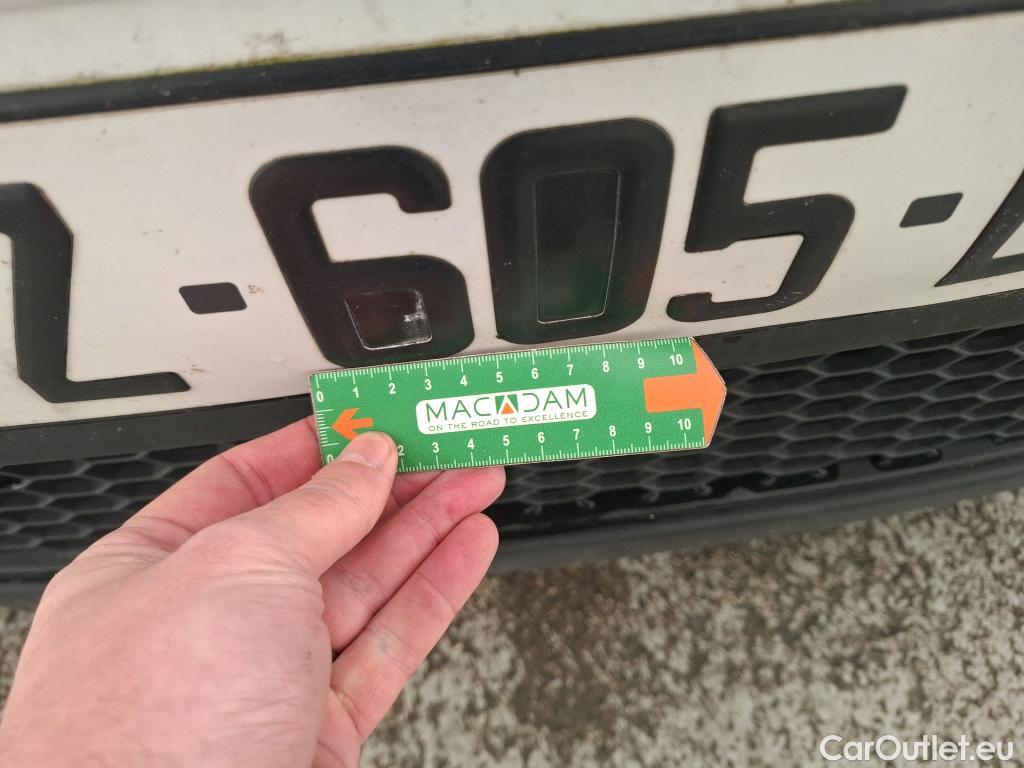 Z-605-
0 1 2 3 4 5 6 7 8 9 10
MACADAM
ON THE ROAD TO EXCELLENCE
0 2 3 4 5 6 7 8 9 10
CarOutlet.eu